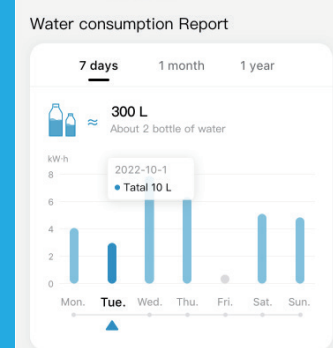 Water consumption Report
7 days 1 month 1 year
300 L
≈
About 2 bottle of water
kW·h
2022-10-1
Tatal 10 L
8
6
4
2
0
Mon. Tue. Wed. Thu. Fri. Sat. Sun.